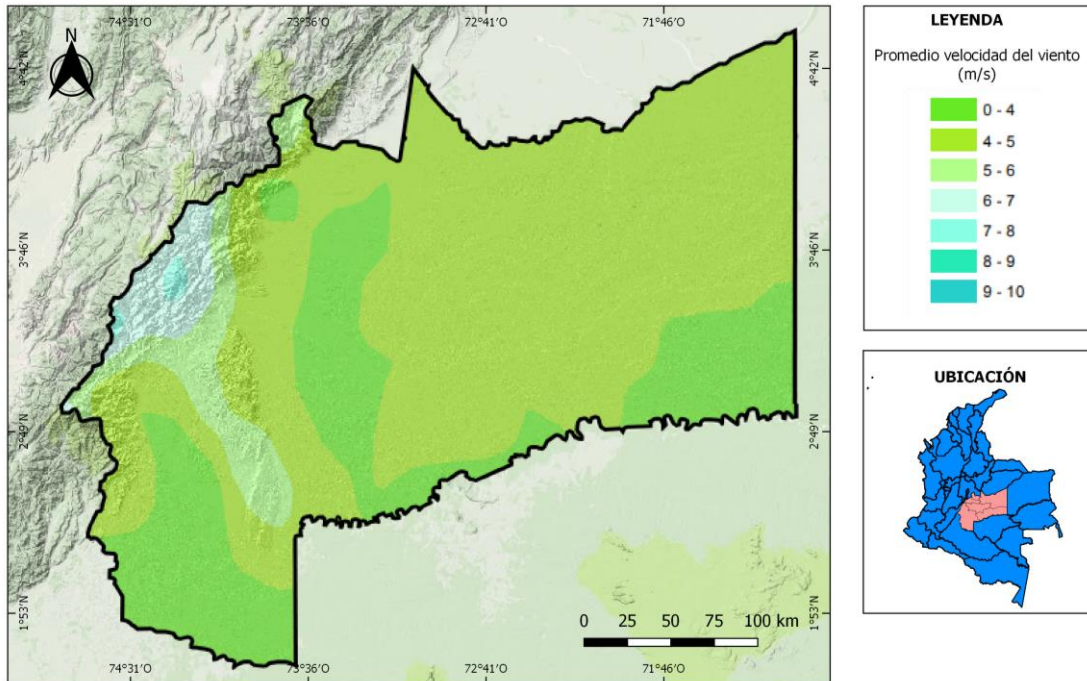 74°31'O 73°36'O 72°41'O 71°46'O
N
4°42'N 4°42'N
3°46'N 3°46'N
2°49'N 2°49'N
1°53'N 1°53'N
0 25 50 75 100 km
74°31'O 73°36'O 72°41'O 71°46'O
LEYENDA
Promedio velocidad del viento
(m/s)
0 - 4
4 - 5
5 - 6
6 - 7
7 - 8
8 - 9
9 - 10
UBICACIÓN